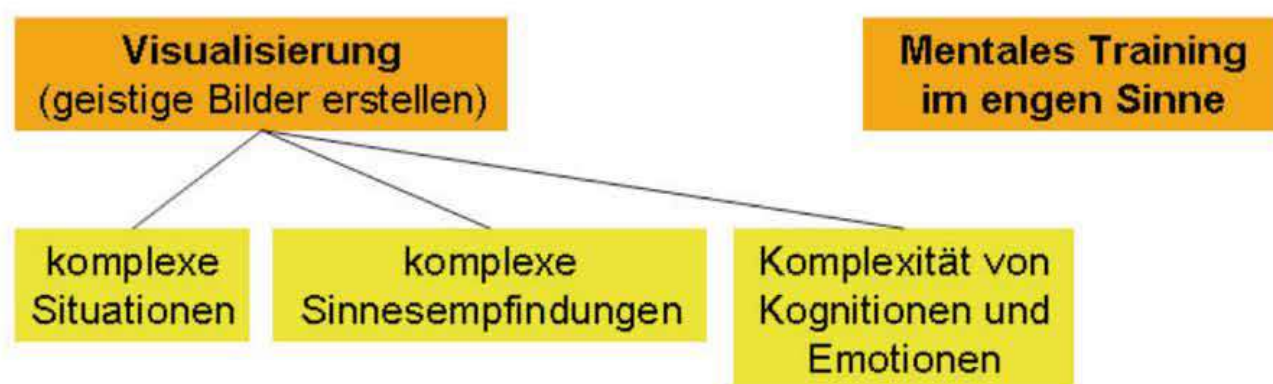 Visualisierung
(geistige Bilder erstellen)
Mentales Training
im engen Sinne
komplexe
Situationen
komplexe
Sinnesempfindungen
Komplexität von
Kognitionen und
Emotionen